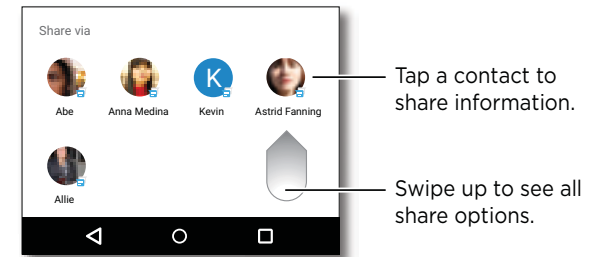 Share via
K
Abe
Anna Medina
Kevin
Astrid Fanning
Tap a contact to
share information.
Allie
Swipe up to see all
share options.